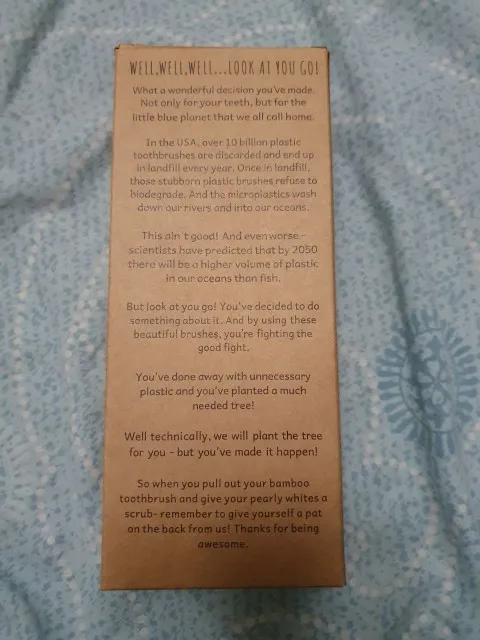 WELL,WELL,WELL...LOOK AT YOU GO!
What a wonderful decision you've made.
Not only for your teeth, but for the
little blue planet that we all call home.
In the USA, over 10 billion plastic
toothbrushes are discarded and end up
in landfill every year. Once in landfill,
those stubborn plastic brushes refuse to
biodegrade. And the microplastics wash
down our rivers and into our oceans.
This ain't good! And even worse -
scientists have predicted that by 2050
there will be a higher volume of plastic
in our oceans than fish.
But look at you go! You've decided to do
something about it. And by using these
beautiful brushes, you're fighting the
good fight.
You've done away with unnecessary
plastic and you've planted a much
needed tree!
Well technically, we will plant the tree
for you - but you've made it happen!
So when you pull out your bamboo
toothbrush and give your pearly whites a
scrub- remember to give yourself a pat
on the back from us! Thanks for being
awesome.